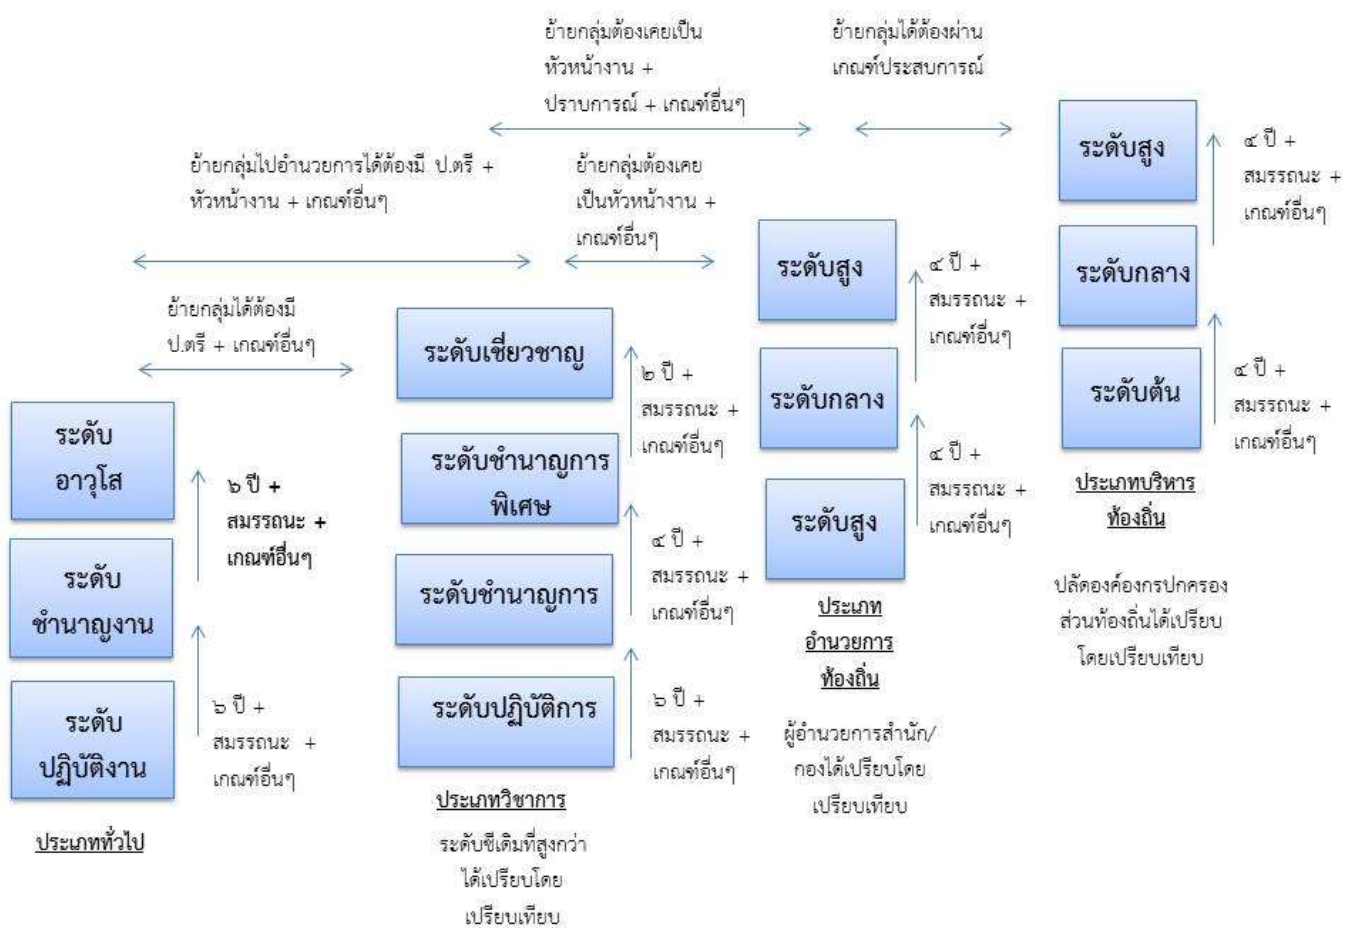 ย้ายกลุ่มต้องเคยเป็น
หัวหน้างาน +
ปราบการณ์ + เกณฑ์อื่นๆ
ย้ายกลุ่มได้ต้องผ่าน
เกณฑ์ประสบการณ์
ย้ายกลุ่มไปอำนวยการได้ต้องมี ป.ตรี +
หัวหน้างาน + เกณฑ์อื่นๆ
ย้ายกลุ่มต้องเคย
เป็นหัวหน้างาน +
เกณฑ์อื่นๆ
ย้ายกลุ่มได้ต้องมี
ป.ตรี + เกณฑ์อื่นๆ
ระดับ
อาวุโส
๖ ปี +
สมรรถนะ +
เกณฑ์อื่นๆ
ระดับ
ชำนาญงาน
๖ ปี +
สมรรถนะ +
เกณฑ์อื่นๆ
ระดับ
ปฏิบัติงาน
ประเภททั่วไป
ระดับเชี่ยวชาญ
๒ ปี +
สมรรถนะ +
เกณฑ์อื่นๆ
ระดับชำนาญการ
พิเศษ
๔ ปี +
สมรรถนะ +
เกณฑ์อื่นๆ
ระดับชำนาญการ
๖ ปี +
สมรรถนะ +
เกณฑ์อื่นๆ
ระดับปฏิบัติการ
ประเภทวิชาการ
ระดับซีเดิมที่สูงกว่า
ได้เปรียบโดย
เปรียบเทียบ
ระดับสูง
๔ ปี +
สมรรถนะ +
เกณฑ์อื่นๆ
ระดับกลาง
๔ ปี +
สมรรถนะ +
เกณฑ์อื่นๆ
ระดับสูง
ประเภท
อำนวยการ
ท้องถิ่น
ผู้อำนวยการสำนัก/
กองได้เปรียบโดย
เปรียบเทียบ
ระดับสูง
๔ ปี +
สมรรถนะ +
เกณฑ์อื่นๆ
ระดับกลาง
๔ ปี +
สมรรถนะ +
เกณฑ์อื่นๆ
ระดับต้น
ประเภทบริหาร
ท้องถิ่น
ปลัดองค์องกรปกครอง
ส่วนท้องถิ่นได้เปรียบ
โดยเปรียบเทียบ